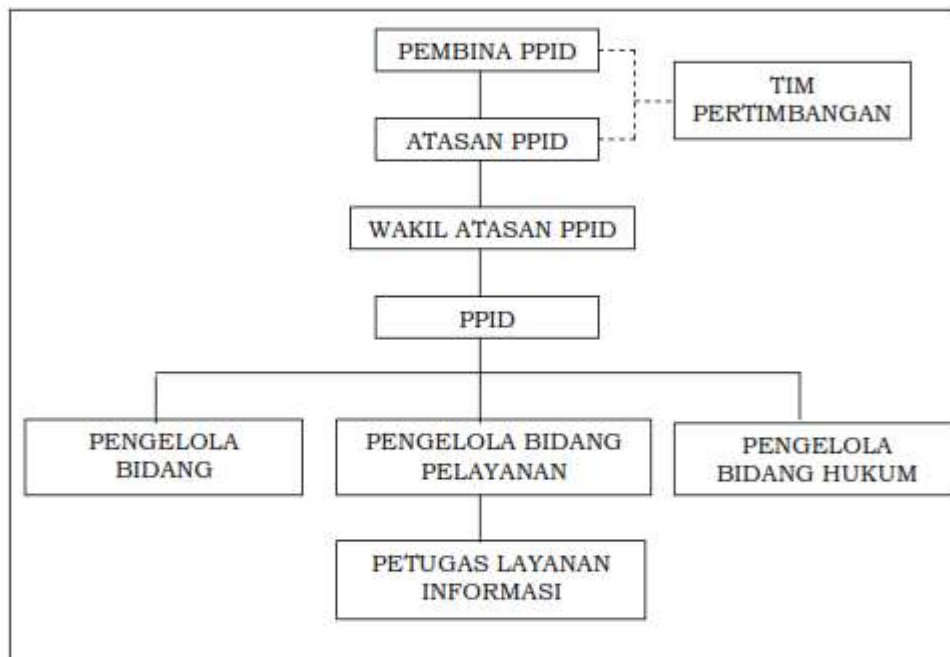 PEMBINA PPID
TIM
PERTIMBANGAN
ATASAN PPID
WAKIL ATASAN PPID
PPID
PENGELOLA
BIDANG
PENGELOLA BIDANG
PELAYANAN
PENGELOLA
BIDANG HUKUM
PETUGAS LAYANAN
INFORMASI